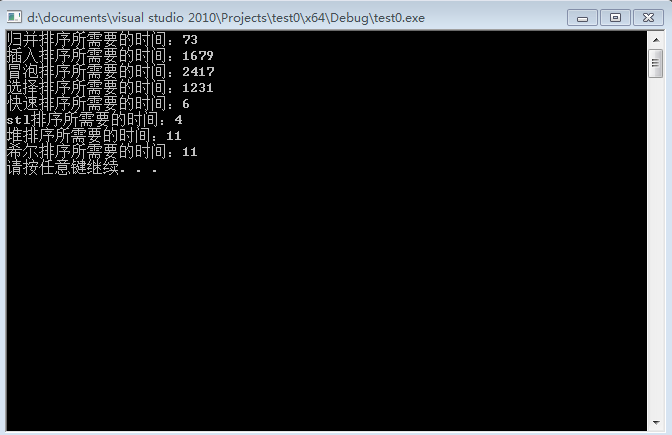 d:\documents\visual studio 2010\Projects\test0\x64\Debug\test0.exe
归并排序所需要的时间：73
插入排序所需要的时间：1679
冒泡排序所需要的时间：2417
选择排序所需要的时间：1231
快速排序所需要的时间：6
stl排序所需要的时间：4
堆排序所需要的时间：11
希尔排序所需要的时间：11
请按任意键继续. . .